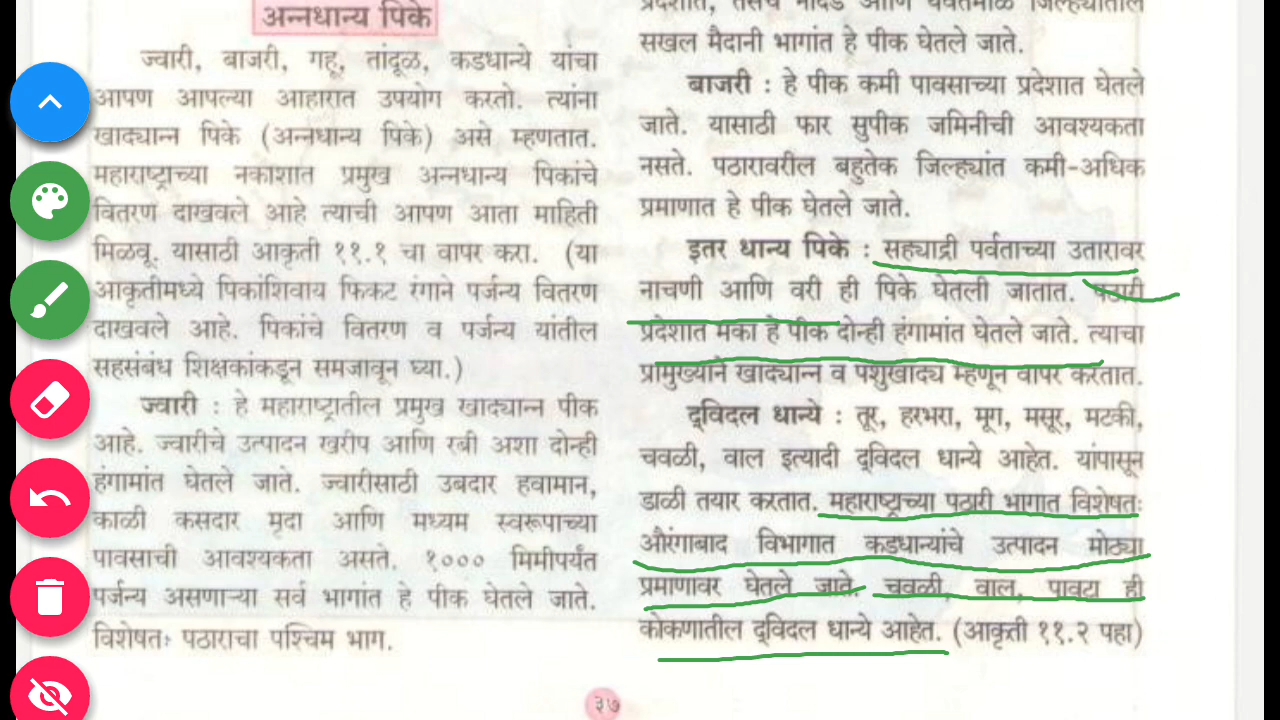 अन्नधान्य पिके
ज्वारी, बाजरी, गहू, तांदूळ, कडधान्ये यांचा
आपण आपल्या आहारात उपयोग करतो. त्यांना
खाद्यान्न पिके (अन्नधान्य पिके) असे म्हणतात.
महाराष्ट्राच्या नकाशात प्रमुख अन्नधान्य पिकांचे
वितरण दाखवले आहे त्याची आपण आता माहिती
मिळवू. यासाठी आकृती ११.१ चा वापर करा. (या
आकृतीमध्ये पिकांशिवाय फिकट रंगाने पर्जन्य वितरण
दाखवले आहे. पिकांचे वितरण व पर्जन्य यांतील
सहसंबंध शिक्षकांकडून समजावून घ्या.)
ज्वारी : हे महाराष्ट्रातील प्रमुख खाद्यान्न पीक
आहे. ज्वारीचे उत्पादन खरीप आणि रबी अशा दोन्ही
हंगामांत घेतले जाते. ज्वारीसाठी उबदार हवामान,
काळी कसदार मृदा आणि मध्यम स्वरूपाच्या
पावसाची आवश्यकता असते. १००० मिमीपर्यंत
पर्जन्य असणाऱ्या सर्व भागांत हे पीक घेतले जाते.
विशेषतः पठाराचा पश्चिम भाग.
प्रदेशात, तसेच नांदेड आणि यवतमाळ जिल्ह्यातील
सखल मैदानी भागांत हे पीक घेतले जाते.
बाजरी : हे पीक कमी पावसाच्या प्रदेशात घेतले
जाते. यासाठी फार सुपीक जमिनीची आवश्यकता
नसते. पठारावरील बहुतेक जिल्ह्यांत कमी-अधिक
प्रमाणात हे पीक घेतले जाते.
इतर धान्य पिके : सह्याद्री पर्वताच्या उतारावर
नाचणी आणि वरी ही पिके घेतली जातात. पठारी
प्रदेशात मका हे पीक दोन्ही हंगामांत घेतले जाते. त्याचा
प्रामुख्याने खाद्यान्न व पशुखाद्य म्हणून वापर करतात.
द्‌विदल धान्ये : तूर, हरभरा, मूग, मसूर, मटकी,
चवळी, वाल इत्यादी द्‌विदल धान्ये आहेत. यांपासून
डाळी तयार करतात. महाराष्ट्राच्या पठारी भागात विशेषतः
औरंगाबाद विभागात कडधान्यांचे उत्पादन मोठ्या
प्रमाणावर घेतले जाते. चवळी, वाल, पावटा ही
कोकणातील द्‌विदल धान्ये आहेत. (आकृती ११.२ पहा)
३७